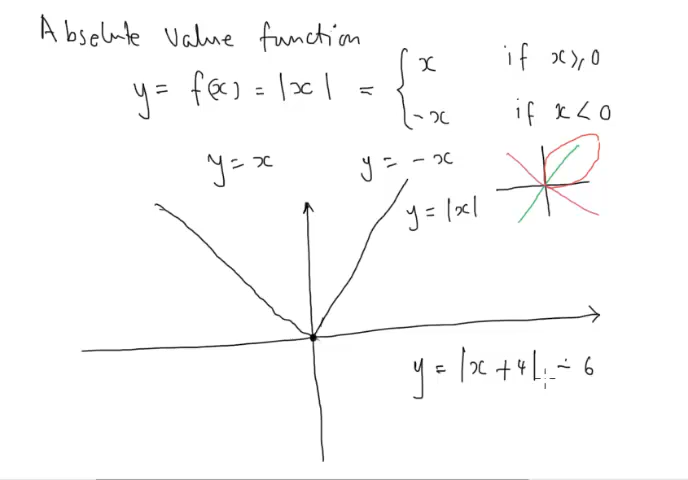 Absolute Value function
y = f(x) = |x| = { x if x ⩾ 0
-x if x < 0
y = x y = -x
y = |x|
y = |x + 4| - 6